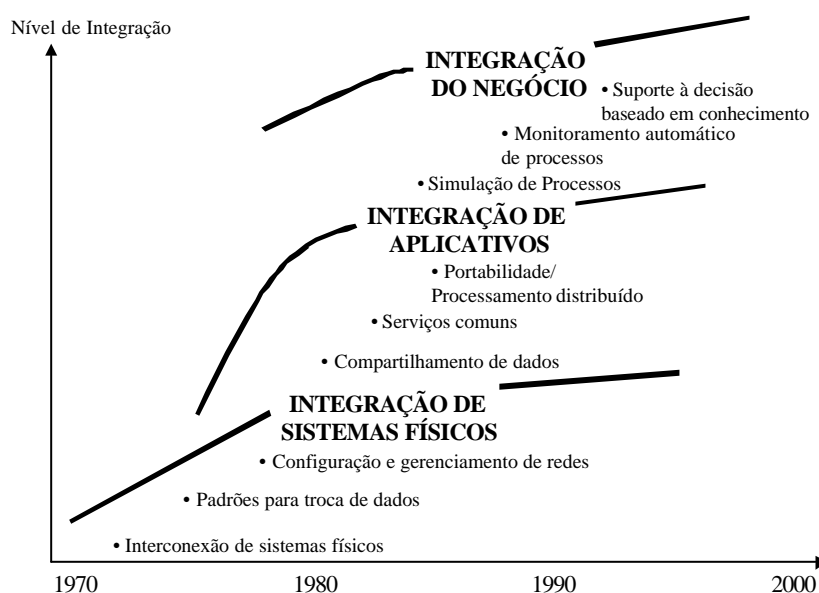 Nível de Integração
INTEGRAÇÃO
DO NEGÓCIO
• Suporte à decisão
baseado em conhecimento
• Monitoramento automático
de processos
• Simulação de Processos
INTEGRAÇÃO DE
APLICATIVOS
• Portabilidade/
Processamento distribuído
• Serviços comuns
• Compartilhamento de dados
INTEGRAÇÃO DE
SISTEMAS FÍSICOS
• Configuração e gerenciamento de redes
• Padrões para troca de dados
• Interconexão de sistemas físicos
1970 1980 1990 2000